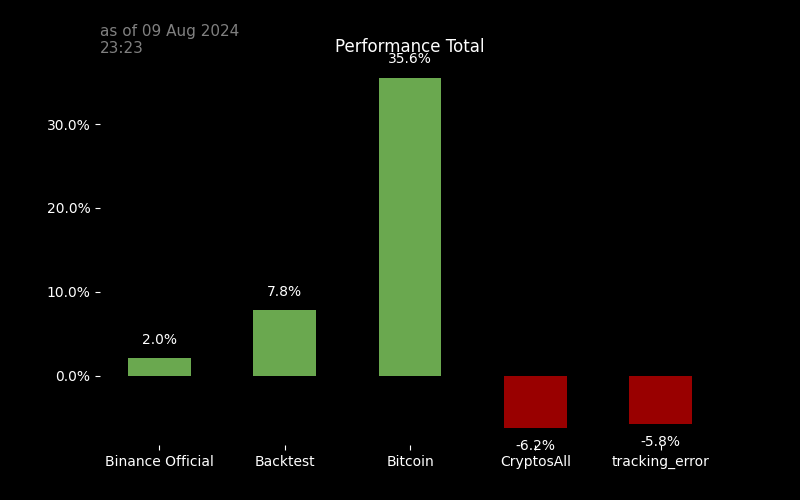 as of 09 Aug 2024
23:23
Performance Total
35.6%
30.0%
20.0%
10.0%
7.8%
2.0%
0.0%
-6.2%
-5.8%
Binance Official
Backtest
Bitcoin
CryptosAll
tracking_error